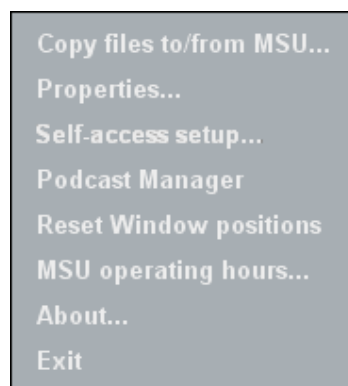 Copy files to/from MSU...
Properties...
Self-access setup...
Podcast Manager
Reset Window positions
MSU operating hours...
About...
Exit